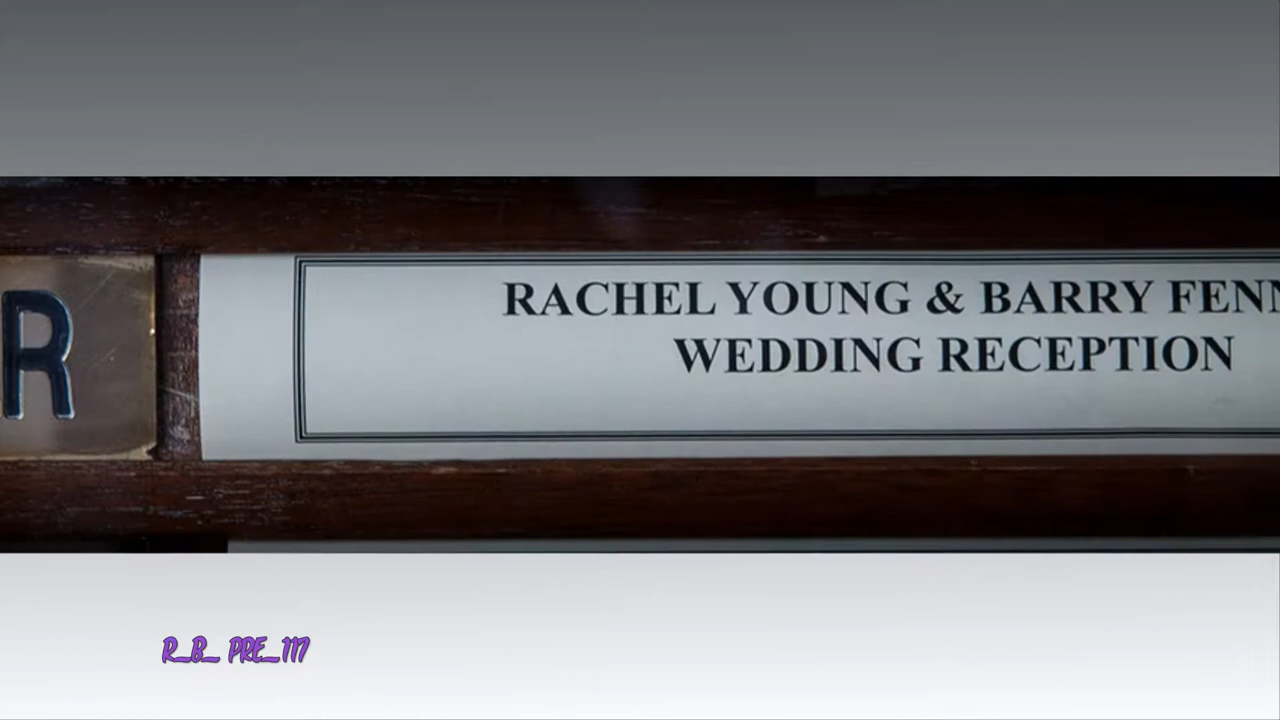 R
RACHEL YOUNG & BARRY FENN
WEDDING RECEPTION
R_B_ PRE_117